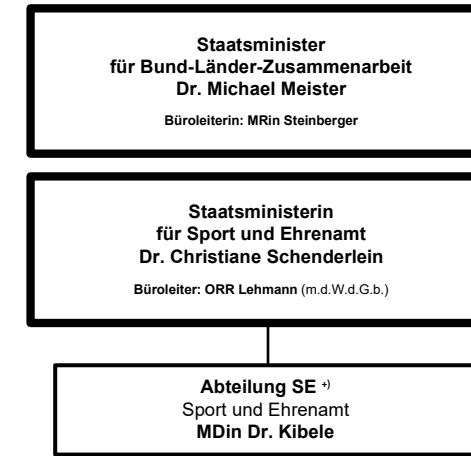 Staatsminister
für Bund-Länder-Zusammenarbeit
Dr. Michael Meister
Büroleiterin: MRin Steinberger
Staatsministerin
für Sport und Ehrenamt
Dr. Christiane Schenderlein
Büroleiter: ORR Lehmann (m.d.W.d.G.b.)
Abteilung SE +)
Sport und Ehrenamt
MDin Dr. Kibele